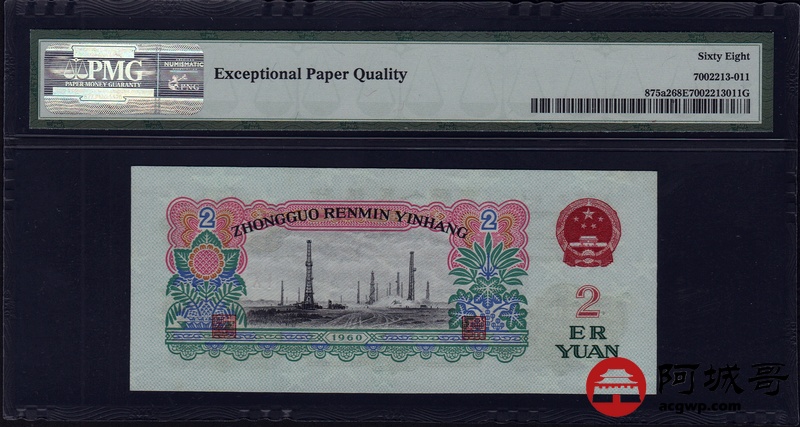 PMG
PAPER MONEY GUARANTY
NUMISMATIC
PNG
Exceptional Paper Quality
Sixty Eight
7002213-011
875a268E7002213011G
2
2
ZHONGGUO RENMIN YINHANG
1960
2
ER
YUAN
阿城哥
acgwp.com